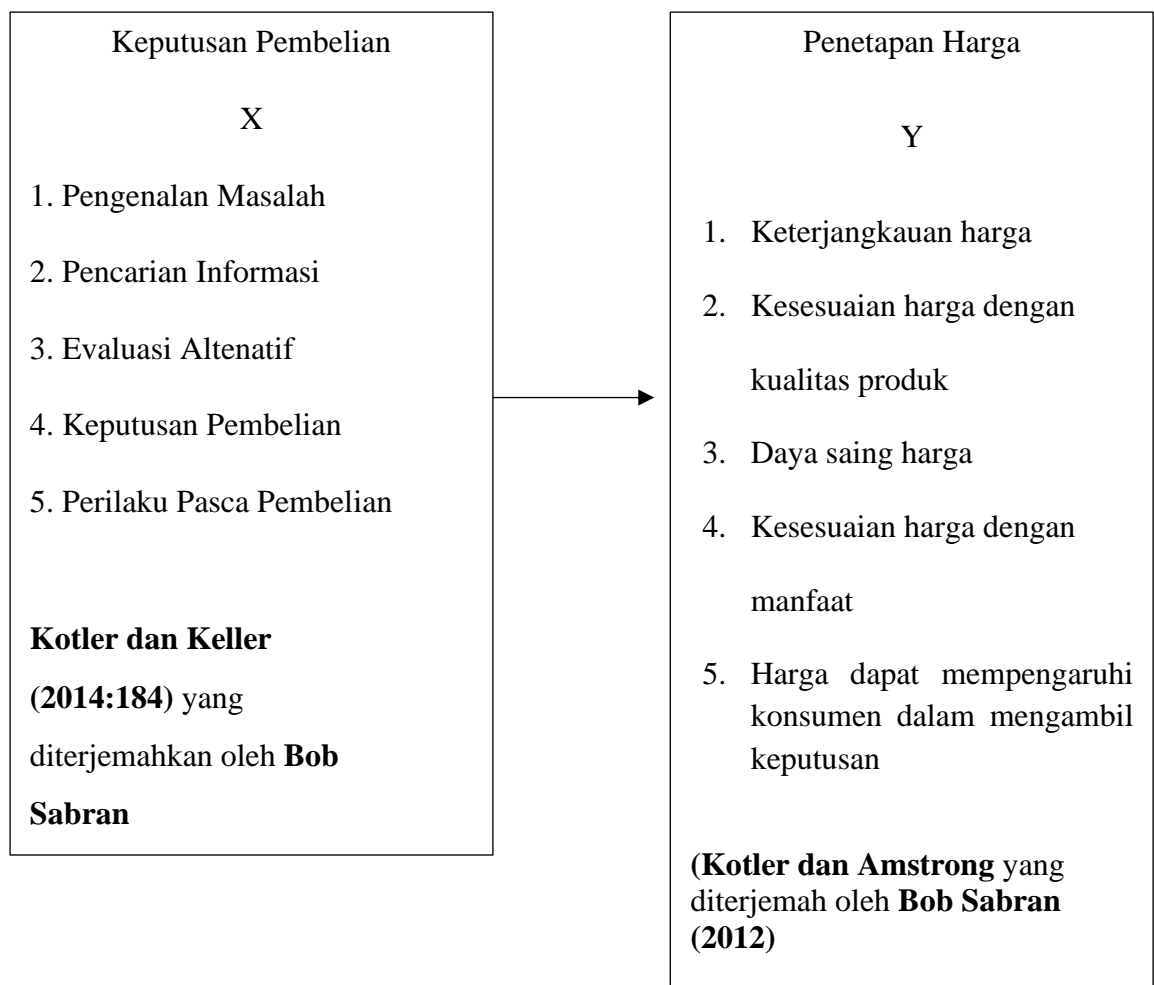 Keputusan Pembelian
X
1. Pengenalan Masalah
2. Pencarian Informasi
3. Evaluasi Altenatif
4. Keputusan Pembelian
5. Perilaku Pasca Pembelian
Kotler dan Keller
(2014:184) yang
diterjemahkan oleh Bob
Sabran
Penetapan Harga
Y
1. Keterjangkauan harga
2. Kesesuaian harga dengan
kualitas produk
3. Daya saing harga
4. Kesesuaian harga dengan
manfaat
5. Harga dapat mempengaruhi
konsumen dalam mengambil
keputusan
(Kotler dan Amstrong yang
diterjemah oleh Bob Sabran
(2012)